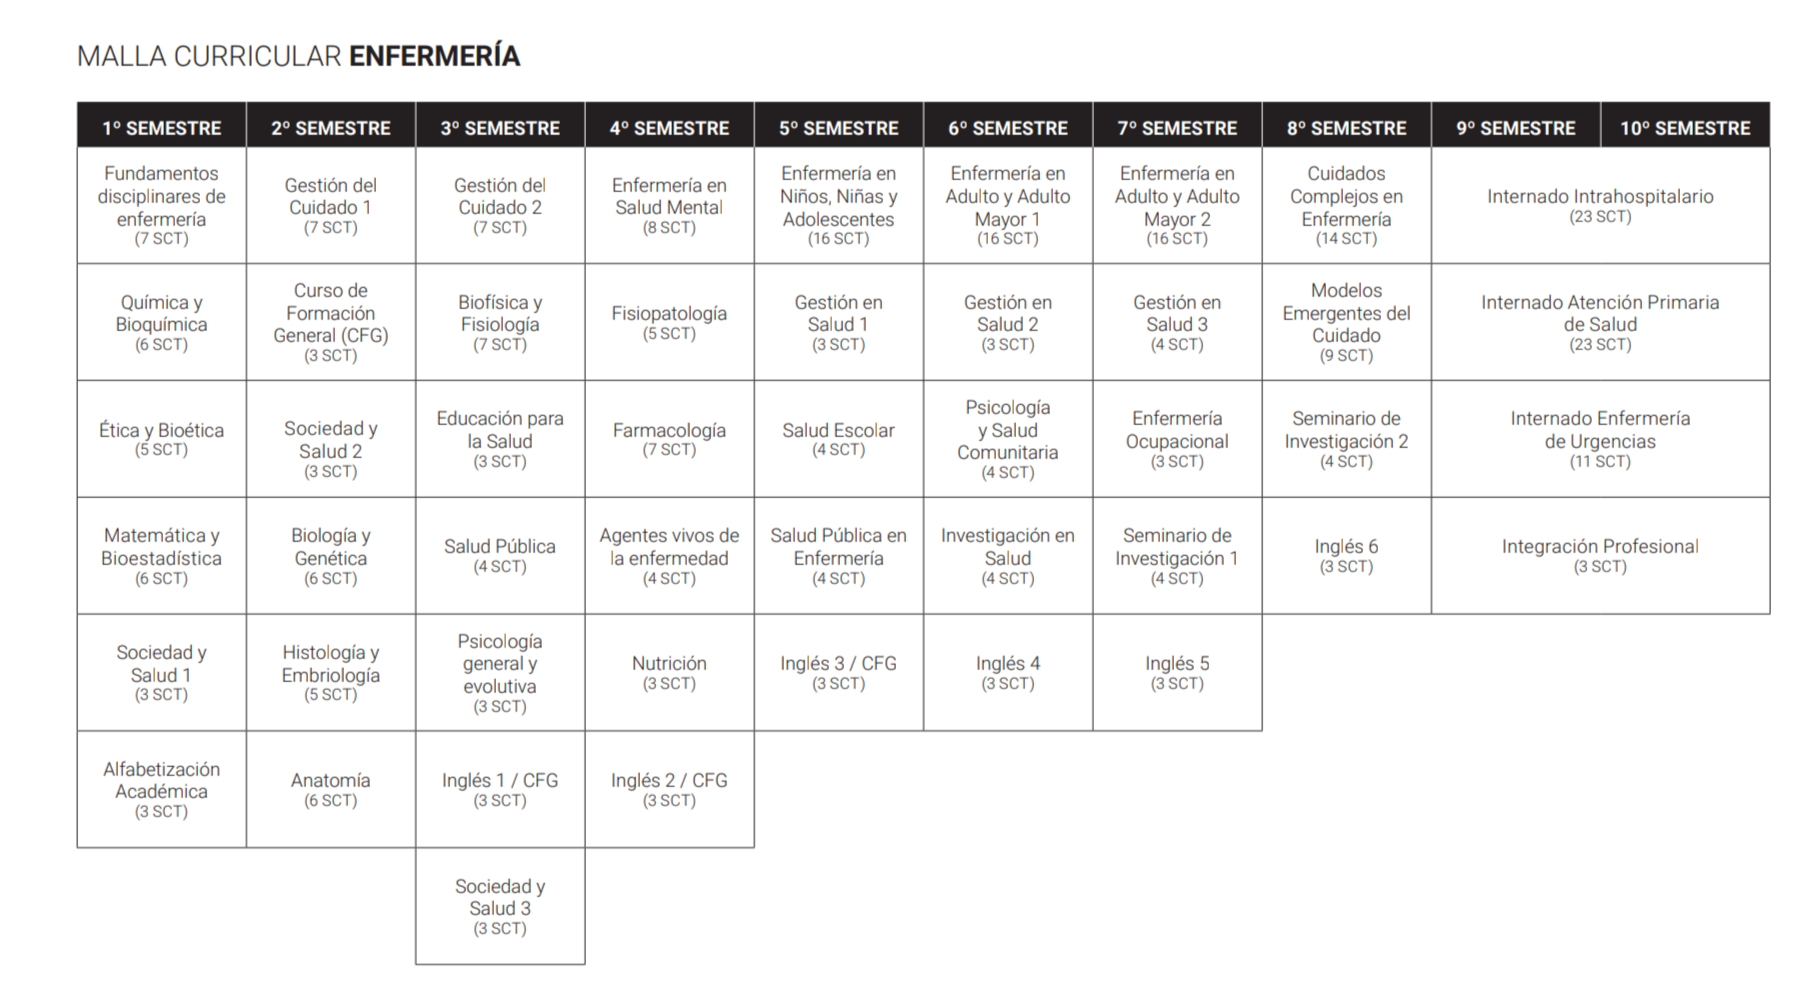 MALLA CURRICULAR ENFERMERÍA
1º SEMESTRE
2º SEMESTRE
3º SEMESTRE
4º SEMESTRE
5º SEMESTRE
6º SEMESTRE
7º SEMESTRE
8º SEMESTRE
9º SEMESTRE
10º SEMESTRE
Fundamentos
disciplinares de
enfermería
(7 SCT)
Gestión del
Cuidado 1
(7 SCT)
Gestión del
Cuidado 2
(7 SCT)
Enfermería en
Salud Mental
(8 SCT)
Enfermería en
Niños, Niñas y
Adolescentes
(16 SCT)
Enfermería en
Adulto y Adulto
Mayor 1
(16 SCT)
Enfermería en
Adulto y Adulto
Mayor 2
(16 SCT)
Cuidados
Complejos en
Enfermería
(14 SCT)
Internado Intrahospitalario
(23 SCT)
Química y
Bioquímica
(6 SCT)
Curso de
Formación
General (CFG)
(3 SCT)
Biofísica y
Fisiología
(7 SCT)
Fisiopatología
(5 SCT)
Gestión en
Salud 1
(3 SCT)
Gestión en
Salud 2
(3 SCT)
Gestión en
Salud 3
(4 SCT)
Modelos
Emergentes del
Cuidado
(9 SCT)
Internado Atención Primaria
de Salud
(23 SCT)
Ética y Bioética
(5 SCT)
Sociedad y
Salud 2
(3 SCT)
Educación para
la Salud
(3 SCT)
Farmacología
(7 SCT)
Salud Escolar
(4 SCT)
Psicología
y Salud
Comunitaria
(4 SCT)
Enfermería
Ocupacional
(3 SCT)
Seminario de
Investigación 2
(4 SCT)
Internado Enfermería
de Urgencias
(11 SCT)
Matemática y
Bioestadística
(6 SCT)
Biología y
Genética
(6 SCT)
Salud Pública
(4 SCT)
Agentes vivos de
la enfermedad
(4 SCT)
Salud Pública en
Enfermería
(4 SCT)
Investigación en
Salud
(4 SCT)
Seminario de
Investigación 1
(4 SCT)
Inglés 6
(3 SCT)
Integración Profesional
(3 SCT)
Sociedad y
Salud 1
(3 SCT)
Histología y
Embriología
(5 SCT)
Psicología
general y
evolutiva
(3 SCT)
Nutrición
(3 SCT)
Inglés 3 / CFG
(3 SCT)
Inglés 4
(3 SCT)
Inglés 5
(3 SCT)
Alfabetización
Académica
(3 SCT)
Anatomía
(6 SCT)
Inglés 1 / CFG
(3 SCT)
Inglés 2 / CFG
(3 SCT)
Sociedad y
Salud 3
(3 SCT)